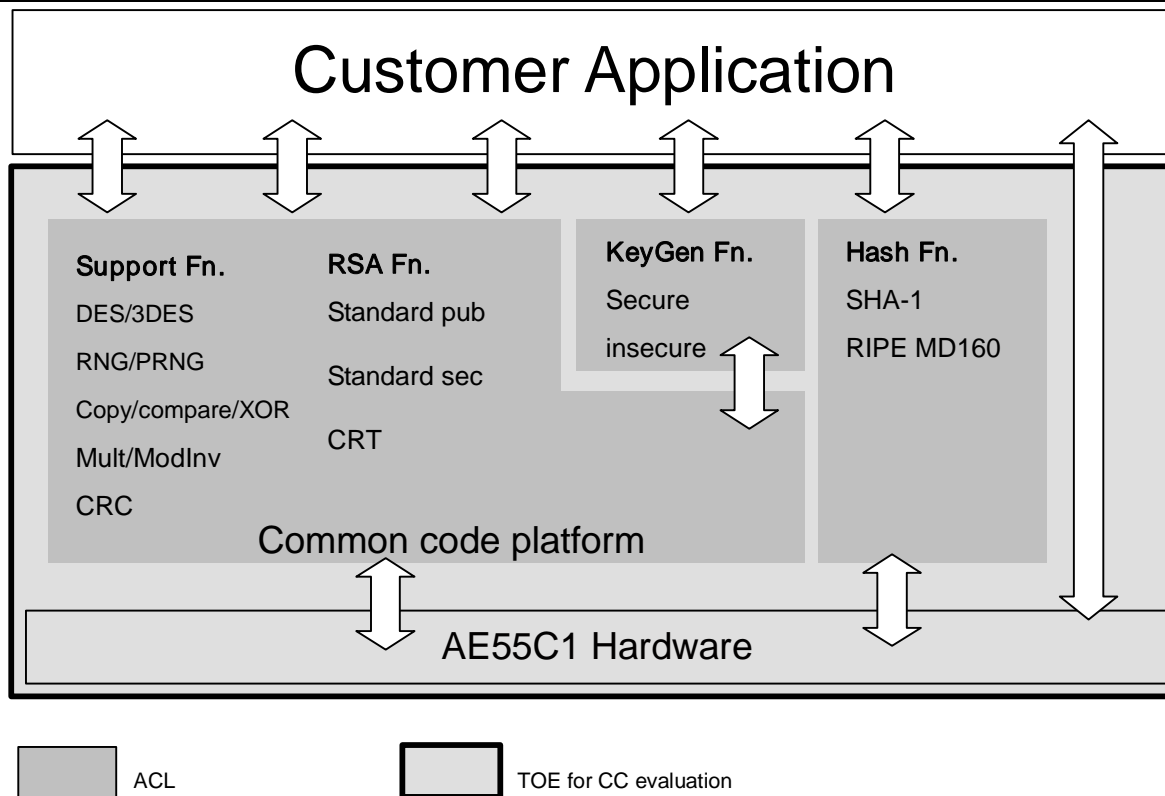 Customer Application
Support Fn.
DES/3DES
RNG/PRNG
Copy/compare/XOR
Mult/ModInv
CRC
RSA Fn.
Standard pub
Standard sec
CRT
KeyGen Fn.
Secure
insecure
Hash Fn.
SHA-1
RIPE MD160
Common code platform
AE55C1 Hardware
ACL
TOE for CC evaluation